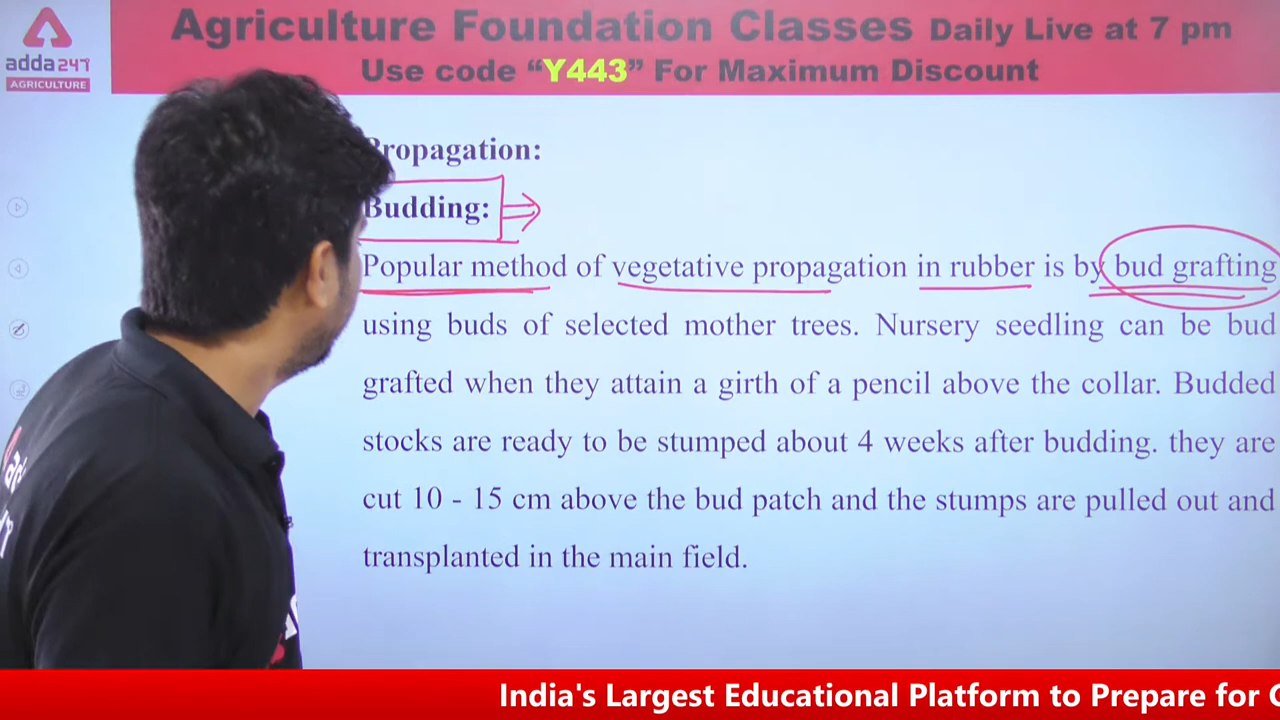 Agriculture Foundation Classes Daily Live at 7 pm
Use code “Y443” For Maximum Discount
adda247
AGRICULTURE
Propagation:
Budding:
Popular method of vegetative propagation in rubber is by bud grafting
using buds of selected mother trees. Nursery seedling can be bud
grafted when they attain a girth of a pencil above the collar. Budded
stocks are ready to be stumped about 4 weeks after budding. they are
cut 10 - 15 cm above the bud patch and the stumps are pulled out and
transplanted in the main field.
India's Largest Educational Platform to Prepare for